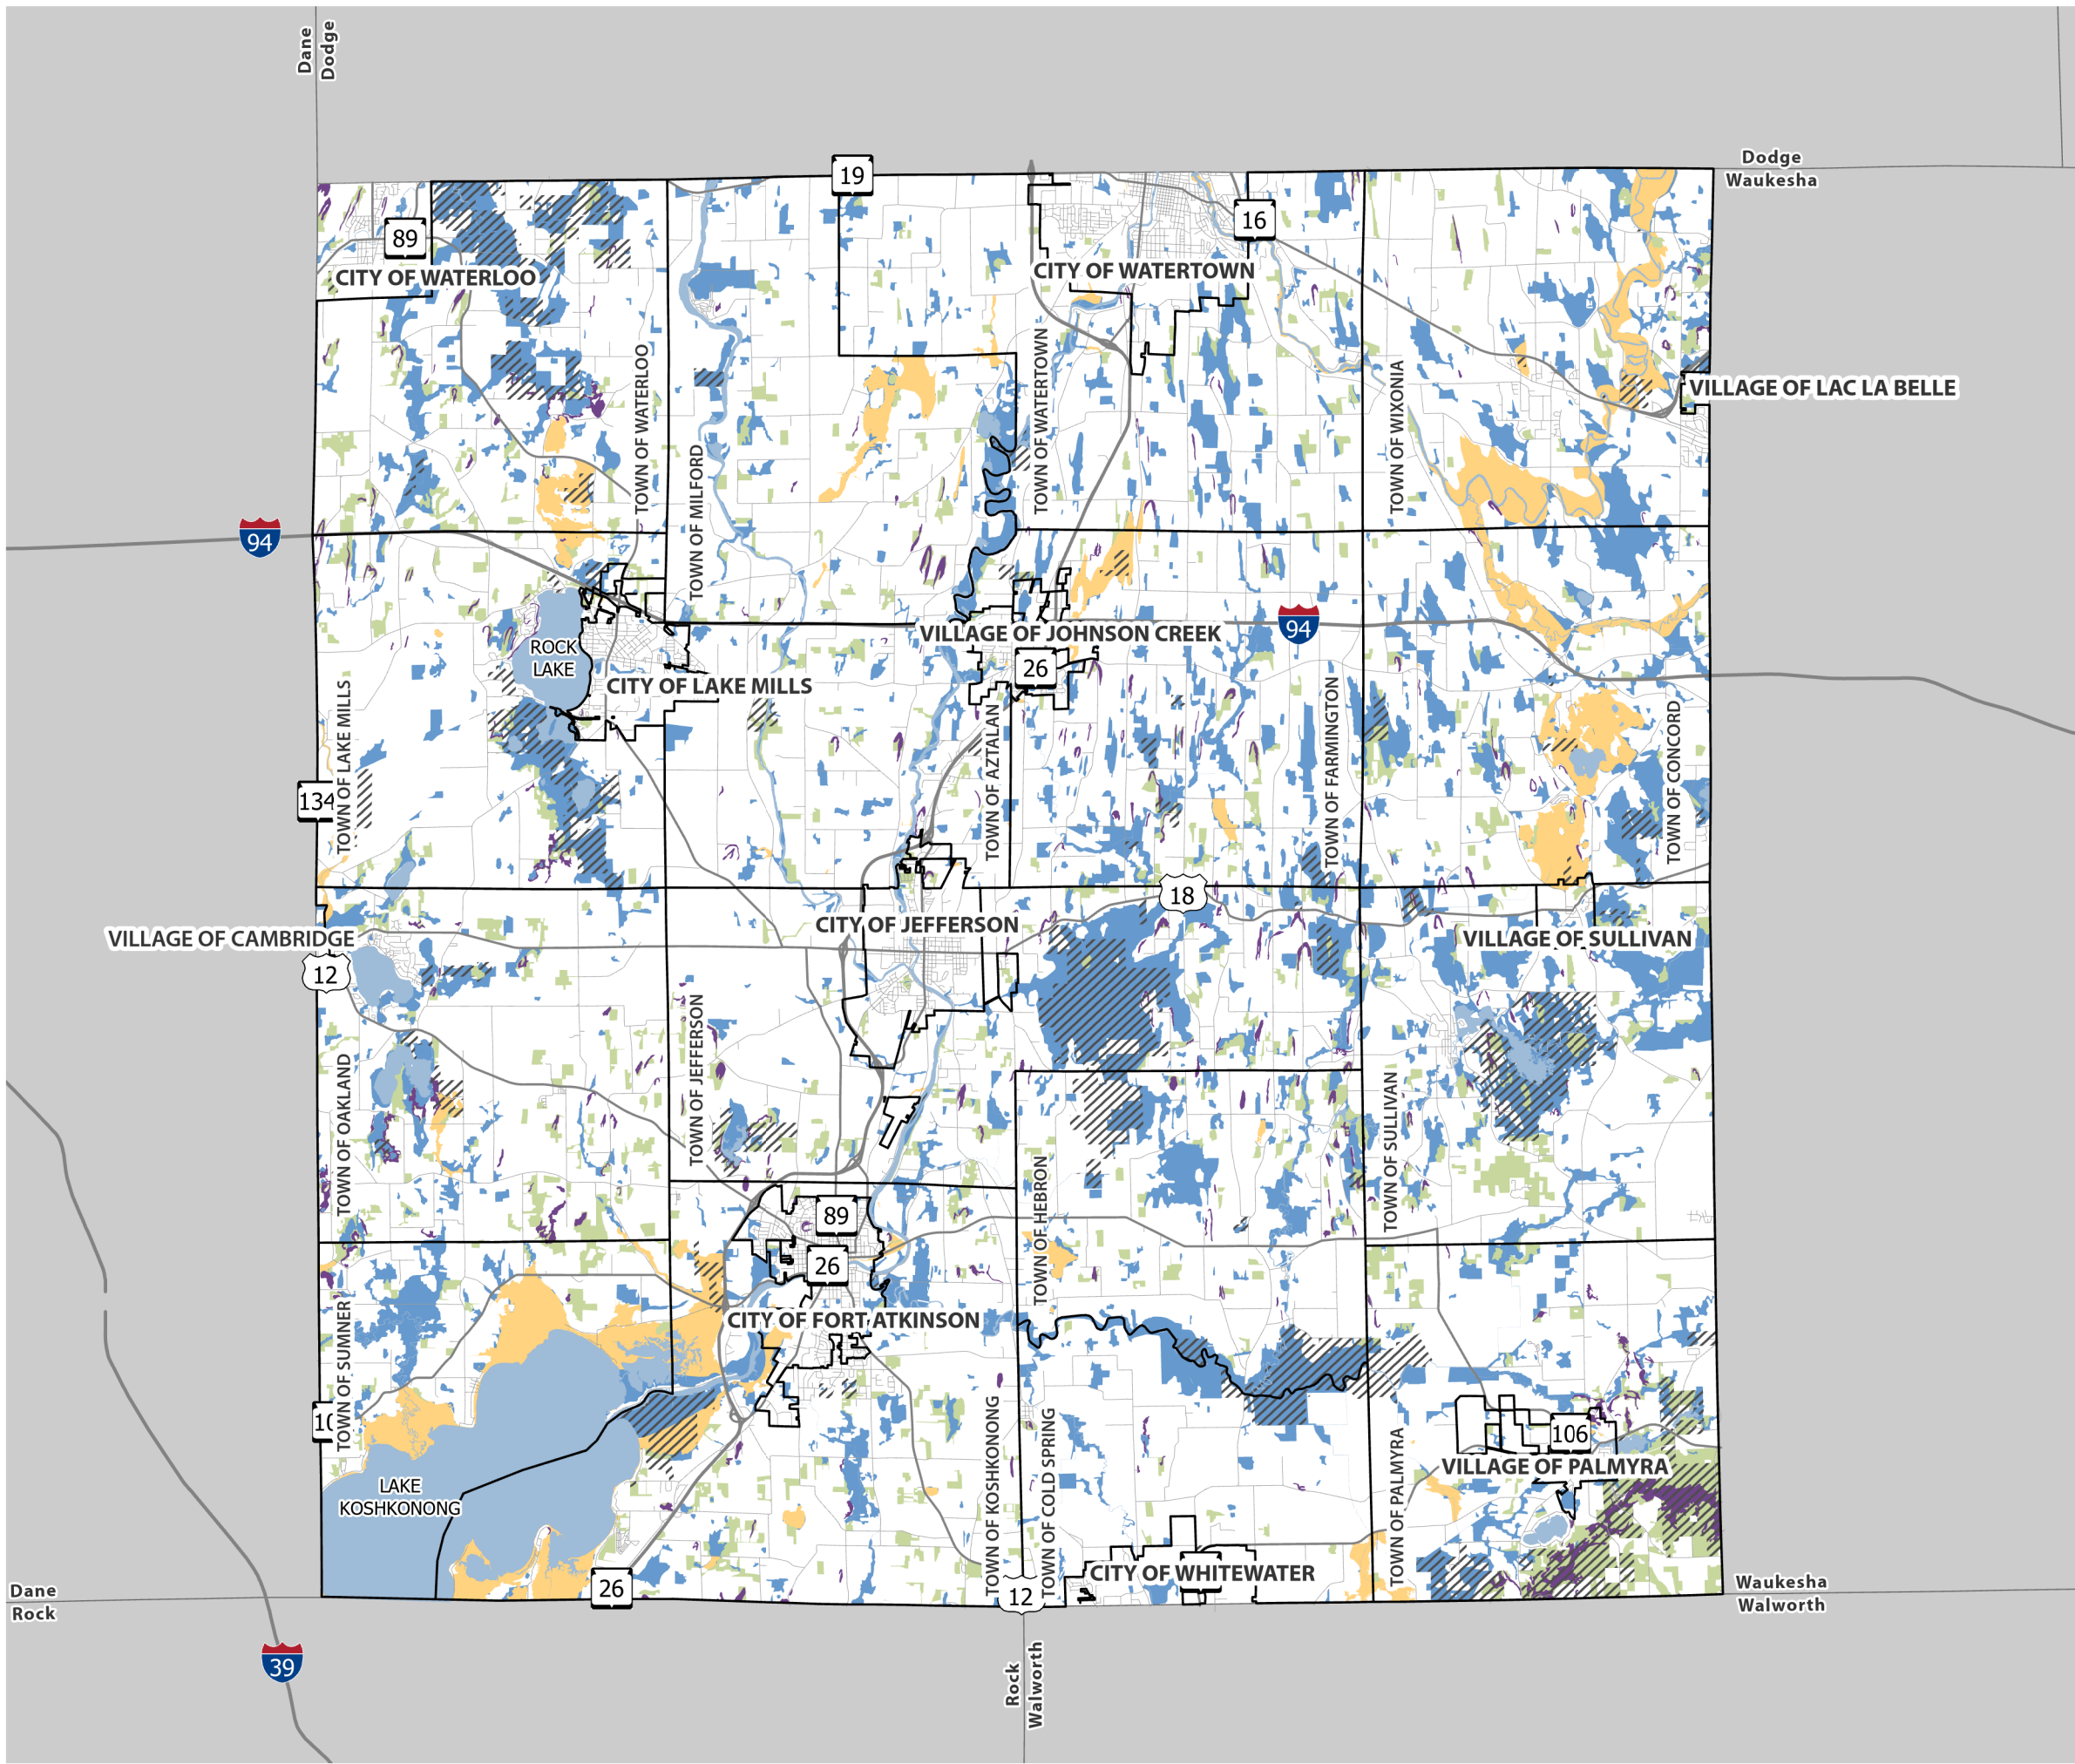 Dane
Dodge
Dodge
Waukesha
19
89
16
CITY OF WATERLOO
CITY OF WATERTOWN
VILLAGE OF LAC LA BELLE
TOWN OF WATERLOO
TOWN OF MILFORD
TOWN OF WATERTOWN
TOWN OF WIXONIA
94
94
ROCK
LAKE
VILLAGE OF JOHNSON CREEK
26
CITY OF LAKE MILLS
TOWN OF LAKE MILLS
TOWN OF AZTALAN
TOWN OF FARMINGTON
TOWN OF CONCORD
134
18
CITY OF JEFFERSON
VILLAGE OF CAMBRIDGE
VILLAGE OF SULLIVAN
12
TOWN OF OAKLAND
TOWN OF JEFFERSON
TOWN OF HEBRON
TOWN OF SULLIVAN
89
26
CITY OF FORT ATKINSON
TOWN OF SUMNER
10
TOWN OF KOSHKONONG
TOWN OF COLD SPRING
TOWN OF PALMYRA
106
VILLAGE OF PALMYRA
LAKE
KOSHKONONG
CITY OF WHITEWATER
26
12
Dane
Rock
Waukesha
Walworth
39
Rock
Walworth